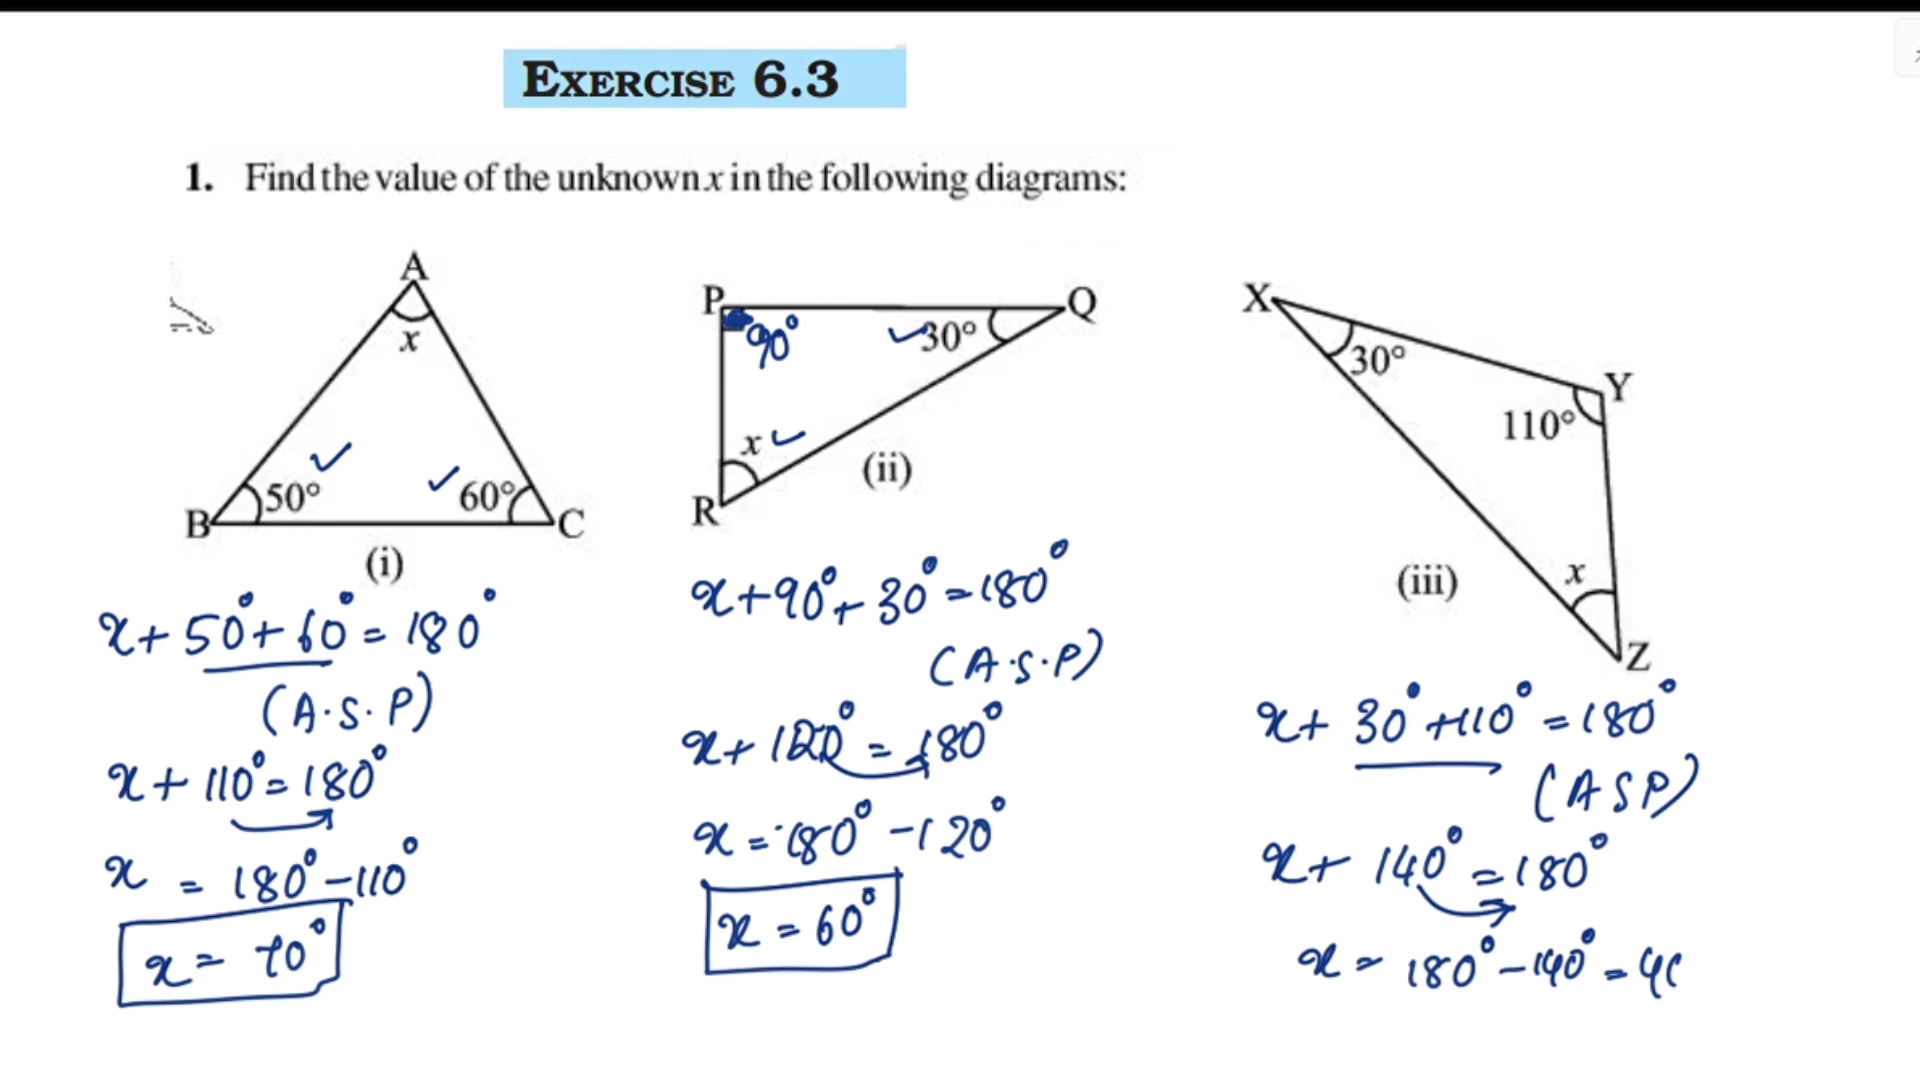 EXERCISE 6.3
1. Find the value of the unknown x in the following diagrams:
A
x
50°
60°
B
C
(i)
x + 50° + 60° = 180°
(A.S.P)
x + 110° = 180°
x = 180° - 110°
x = 70°
P
Q
90°
30°
x
R
(ii)
x + 90° + 30° = 180°
(A.S.P)
x + 120° = 180°
x = 180° - 120°
x = 60°
X
30°
Y
110°
x
Z
(iii)
x + 30° + 110° = 180°
(ASP)
x + 140° = 180°
x = 180° - 140° =